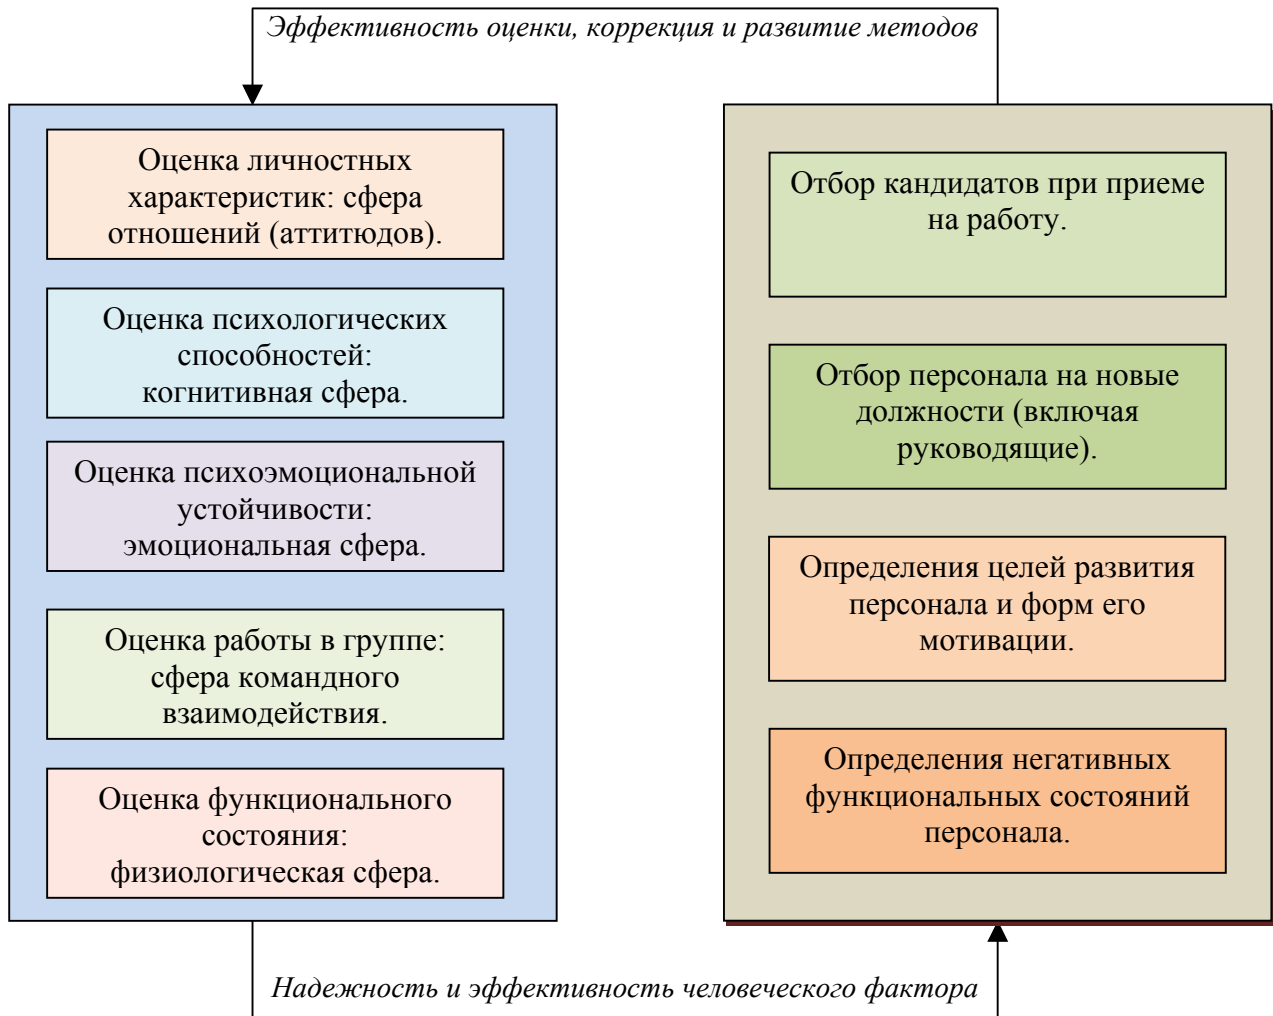 Эффективность оценки, коррекция и развитие методов
Оценка личностных
характеристик: сфера
отношений (аттитюдов).
Оценка психологических
способностей:
когнитивная сфера.
Оценка психоэмоциональной
устойчивости:
эмоциональная сфера.
Оценка работы в группе:
сфера командного
взаимодействия.
Оценка функционального
состояния:
физиологическая сфера.
Отбор кандидатов при приеме
на работу.
Отбор персонала на новые
должности (включая
руководящие).
Определения целей развития
персонала и форм его
мотивации.
Определения негативных
функциональных состояний
персонала.
Надежность и эффективность человеческого фактора